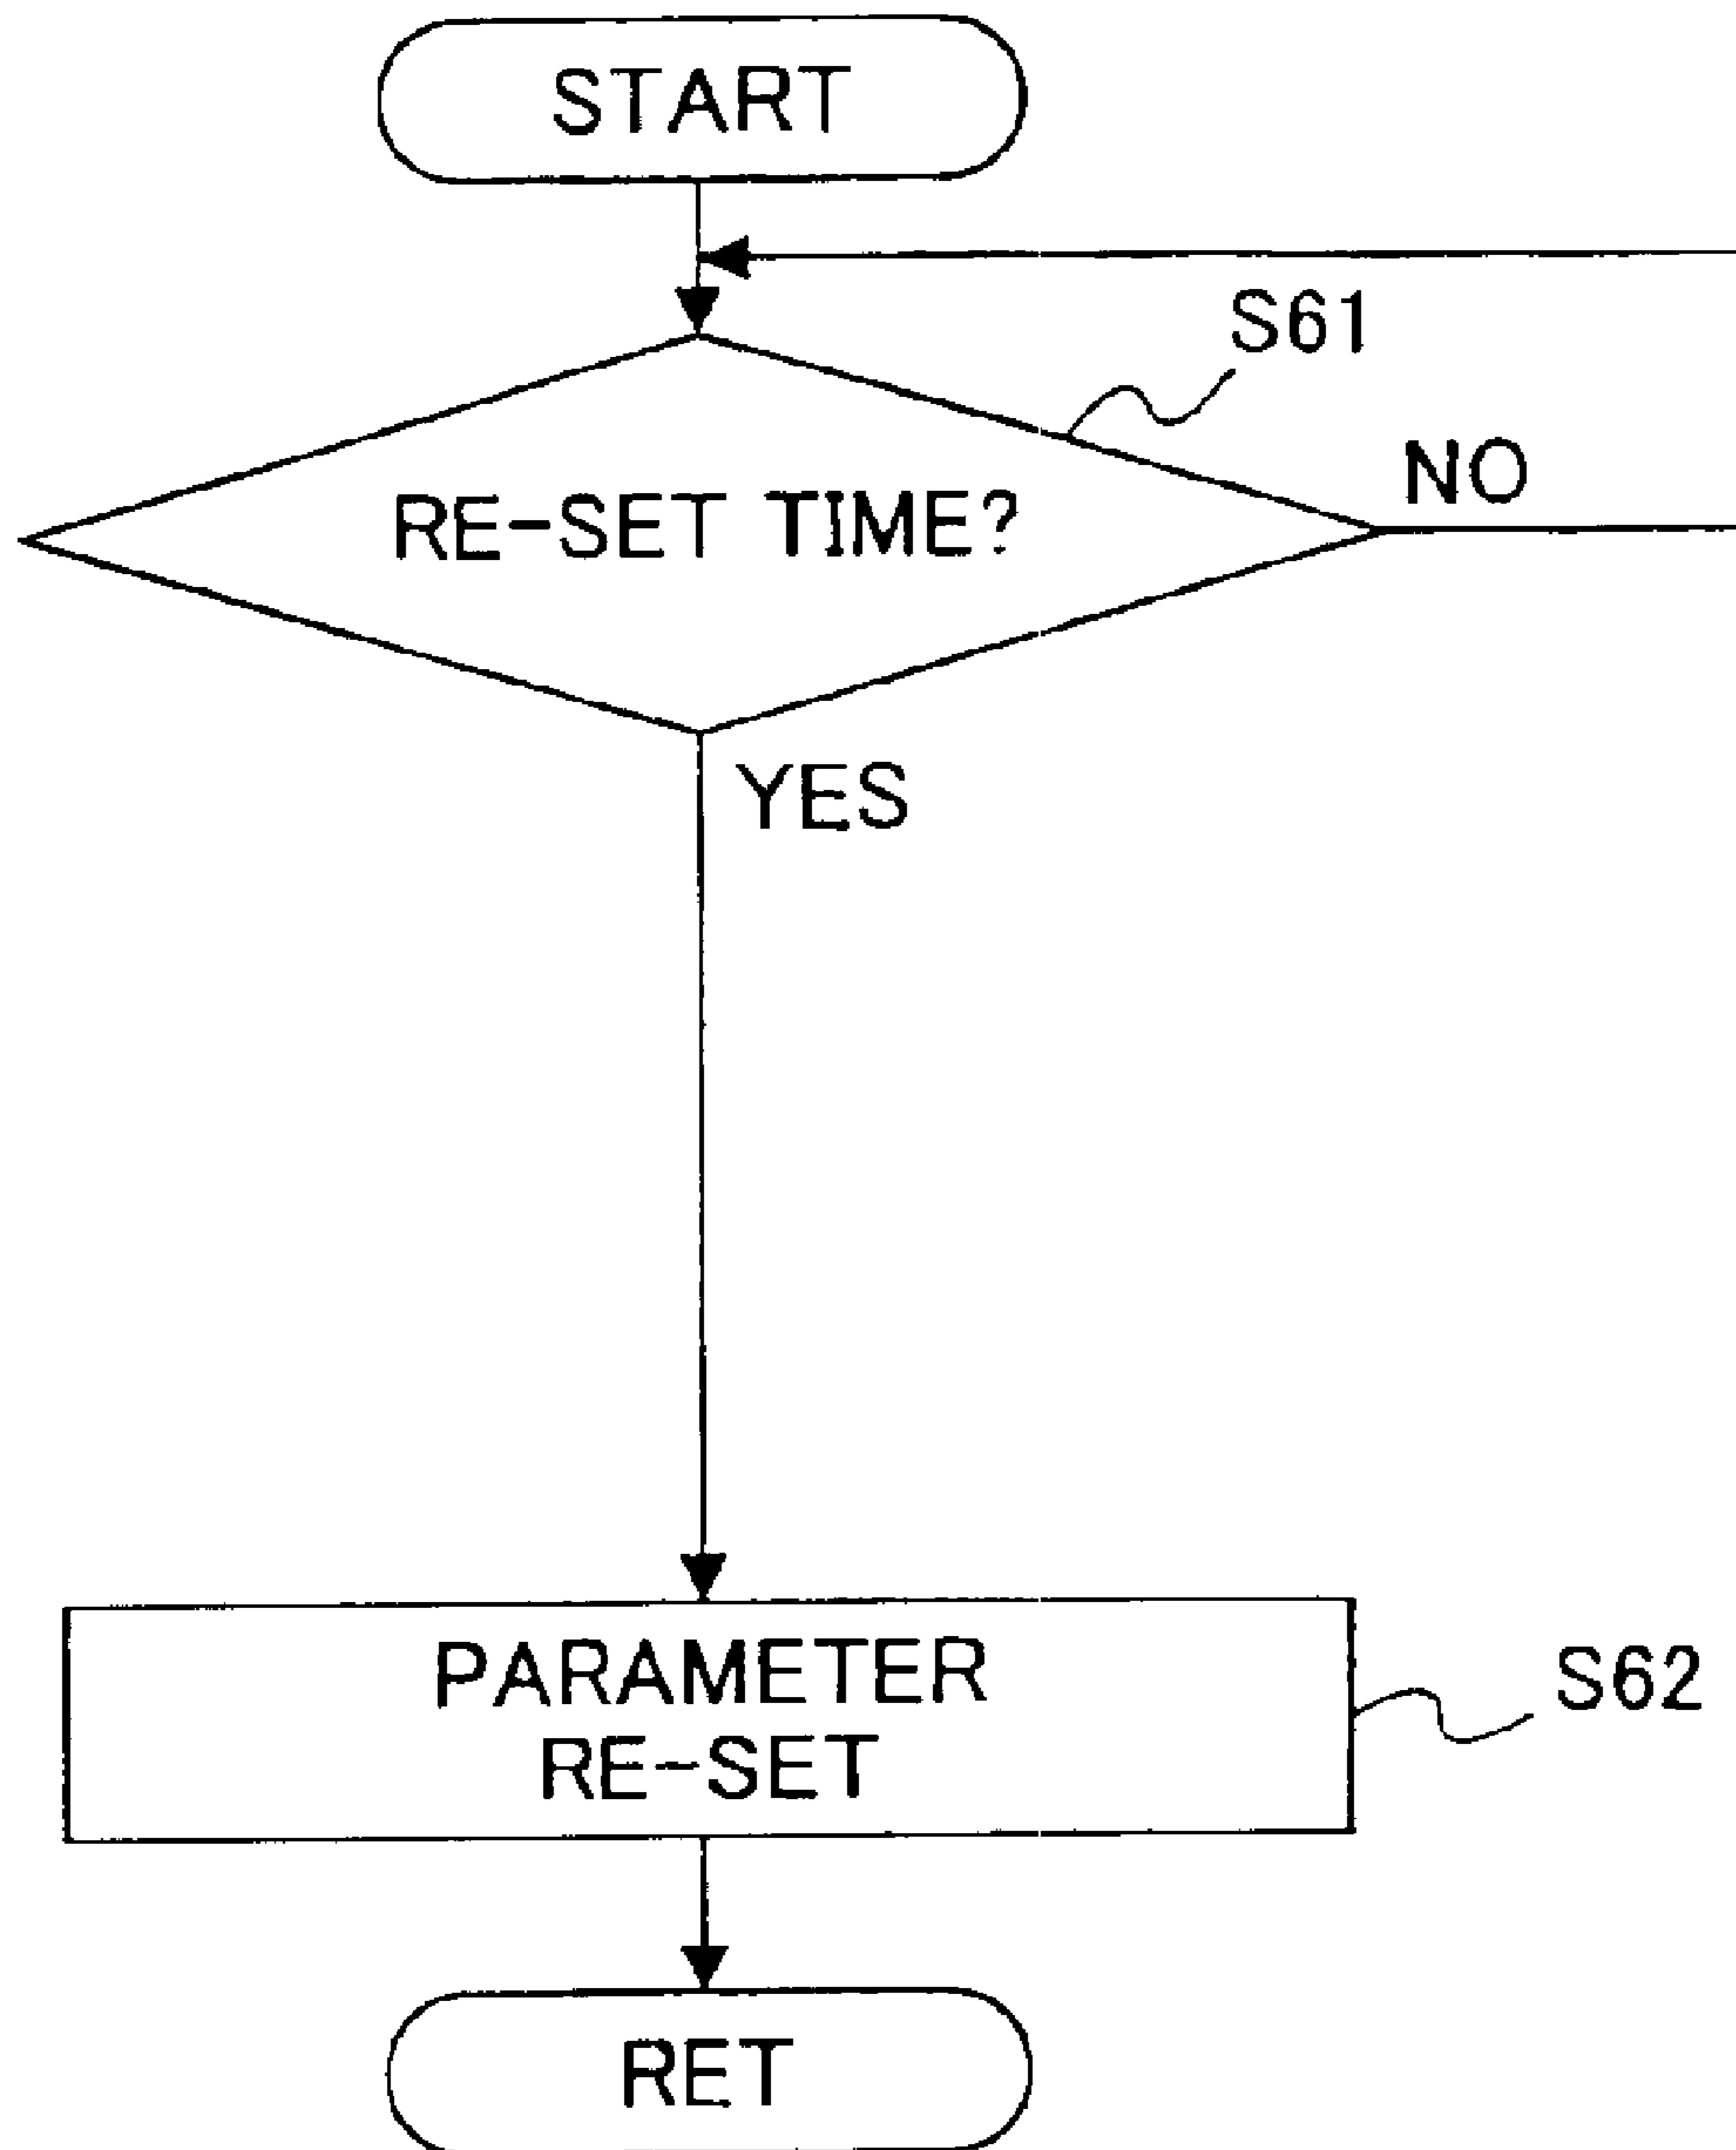 START
S61
RE-SET TIME?
NO
YES
PARAMETER
RE-SET
S62
RET